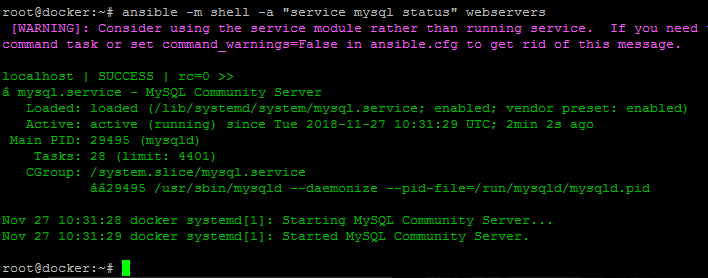 root@docker:~# ansible -m shell -a "service mysql status" webservers
 [WARNING]: Consider using the service module rather than running service.  If you need
command task or set command_warnings=False in ansible.cfg to get rid of this message.

localhost | SUCCESS | rc=0 >>
â mysql.service - MySQL Community Server
   Loaded: loaded (/lib/systemd/system/mysql.service; enabled; vendor preset: enabled)
   Active: active (running) since Tue 2018-11-27 10:31:29 UTC; 2min 2s ago
 Main PID: 29495 (mysqld)
    Tasks: 28 (limit: 4401)
   CGroup: /system.slice/mysql.service
           ââ29495 /usr/sbin/mysqld --daemonize --pid-file=/run/mysqld/mysqld.pid

Nov 27 10:31:28 docker systemd[1]: Starting MySQL Community Server...
Nov 27 10:31:29 docker systemd[1]: Started MySQL Community Server.

root@docker:~#